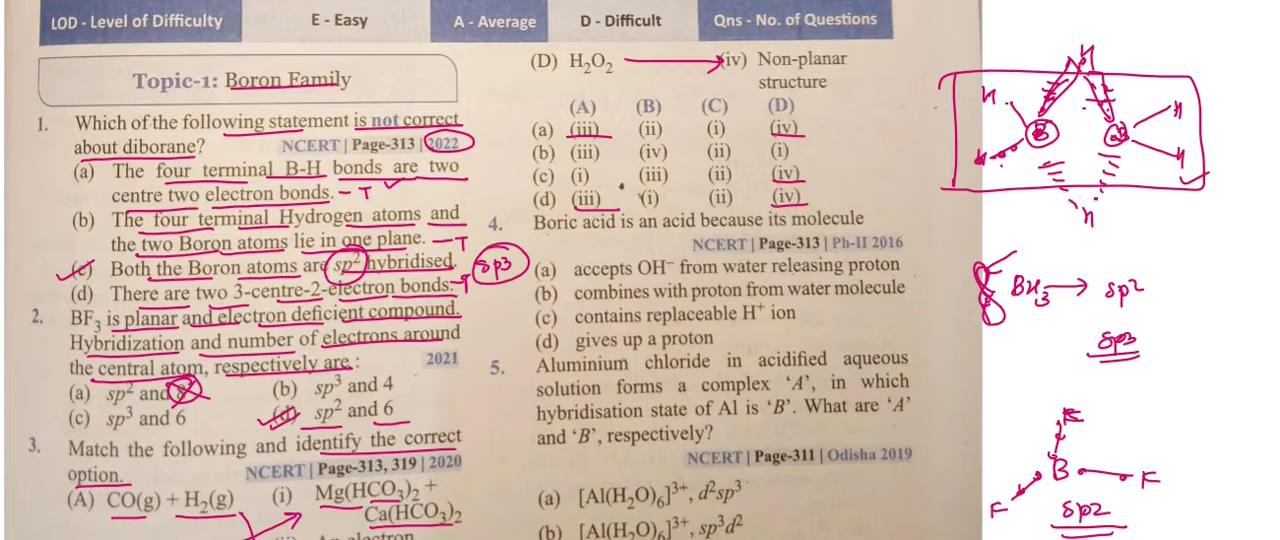 LOD - Level of Difficulty E - Easy A - Average D - Difficult Qns - No. of Questions
Topic-1: Boron Family
1. Which of the following statement is not correct
about diborane? NCERT | Page-313 | 2022
(a) The four terminal B-H bonds are two
centre two electron bonds. – T
(b) The four terminal Hydrogen atoms and
the two Boron atoms lie in one plane. – T
(c) Both the Boron atoms are sp² hybridised. sp3
(d) There are two 3-centre-2-electron bonds. T
2. BF₃ is planar and electron deficient compound.
Hybridization and number of electrons around
the central atom, respectively are : 2021
(a) sp² and 8 (b) sp³ and 4
(c) sp³ and 6 (d) sp² and 6
3. Match the following and identify the correct
option. NCERT | Page-313, 319 | 2020
(A) CO(g) + H₂(g) (i) Mg(HCO₃)₂ +
Ca(HCO₃)₂
An electron
(D) H₂O₂ (iv) Non-planar
structure
(A) (B) (C) (D)
(a) (iii) (ii) (i) (iv)
(b) (iii) (iv) (ii) (i)
(c) (i) (iii) (ii) (iv)
(d) (iii) (i) (ii) (iv)
4. Boric acid is an acid because its molecule
NCERT | Page-313 | Ph-II 2016
(a) accepts OH⁻ from water releasing proton
(b) combines with proton from water molecule
(c) contains replaceable H⁺ ion
(d) gives up a proton
5. Aluminium chloride in acidified aqueous
solution forms a complex ‘A’, in which
hybridisation state of Al is ‘B’. What are ‘A’
and ‘B’, respectively?
NCERT | Page-311 | Odisha 2019
(a) [Al(H₂O)₆]³⁺, d²sp³
(b) [Al(H₂O)₆]³⁺, sp³d²
H
H B B H
H H
H
BH3 → sp2
sp3
F
B F
F
sp2